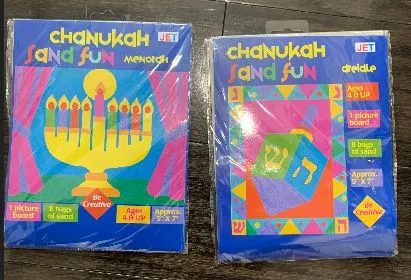 CHANUKAH
JET
SAND FUN
MENORAH
1 picture
board
8 bags
of sand
Be
Creative
Ages
4 & UP
Approx.
5" X 7"
CHANUKAH
JET
SAND FUN
dreidle
Ages
4 & UP
1 picture
board
8 bags
of sand
Approx.
5" X 7"
Be
Creative
ש ה
ש ה